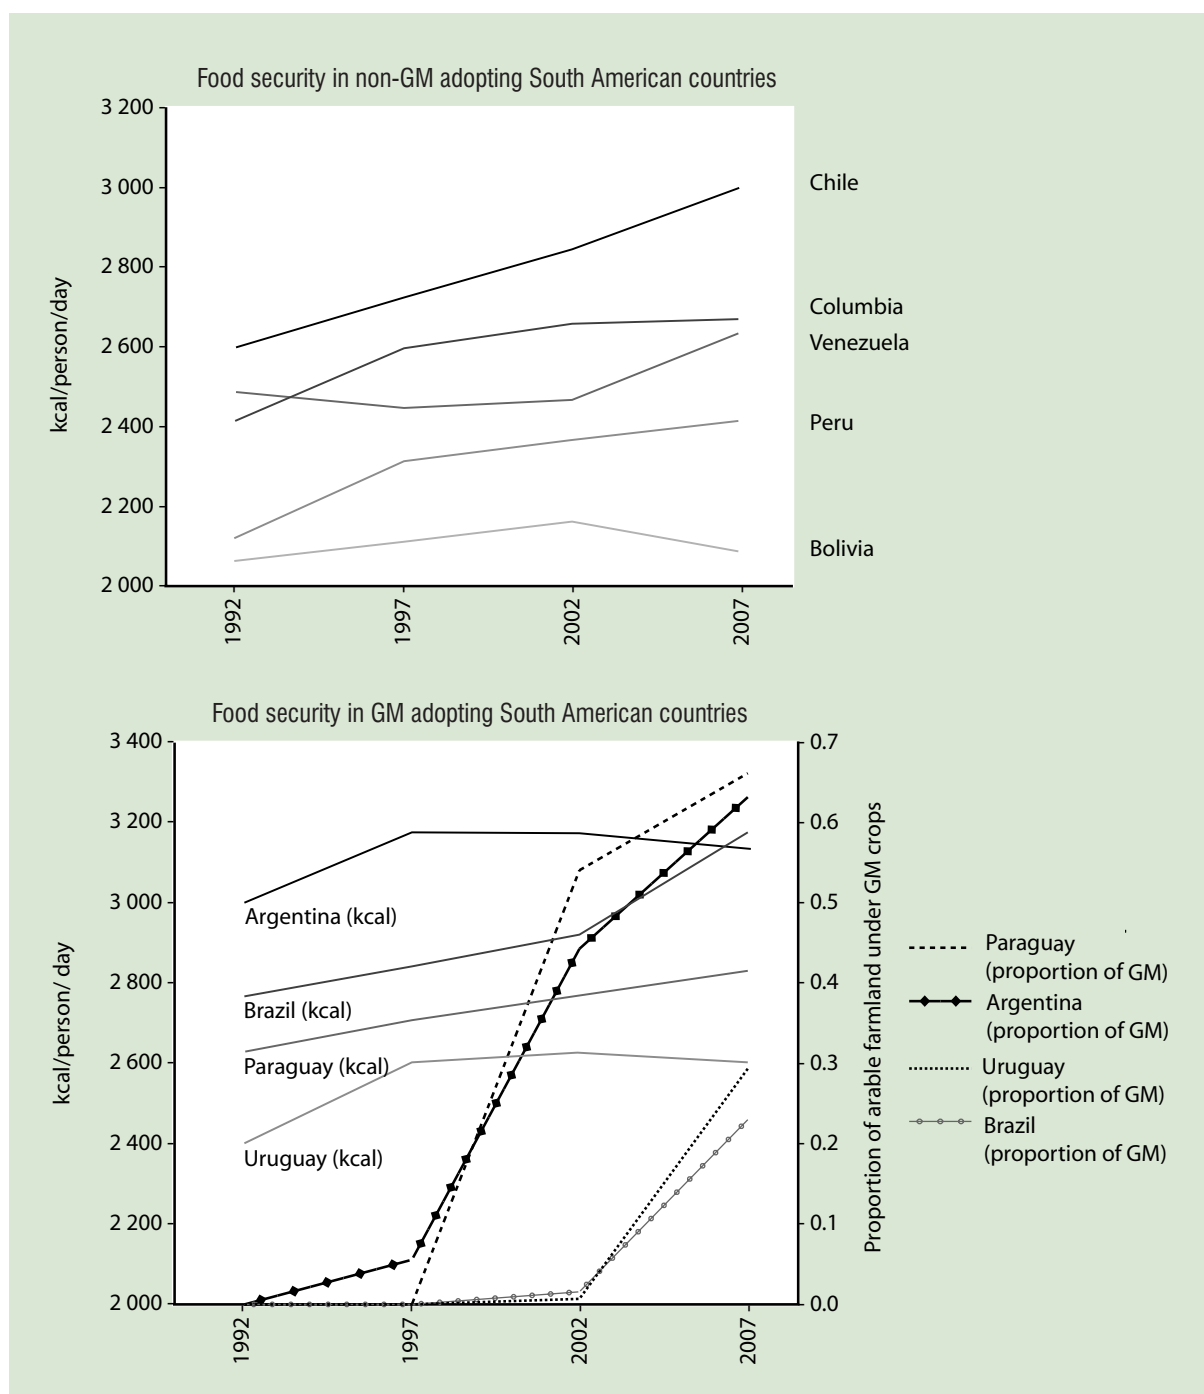 Food security in non-GM adopting South American countries
kcal/person/day
3 200
3 000
2 800
2 600
2 400
2 200
2 000
1992
1997
2002
2007
Chile
Columbia
Venezuela
Peru
Bolivia
Food security in GM adopting South American countries
kcal/person/ day
3 400
3 200
3 000
2 800
2 600
2 400
2 200
2 000
Argentina (kcal)
Brazil (kcal)
Paraguay (kcal)
Uruguay (kcal)
1992
1997
2002
2007
0.7
0.6
0.5
0.4
0.3
0.2
0.1
0.0
Proportion of arable farmland under GM crops
Paraguay
(proportion of GM)
Argentina
(proportion of GM)
Uruguay
(proportion of GM)
Brazil
(proportion of GM)